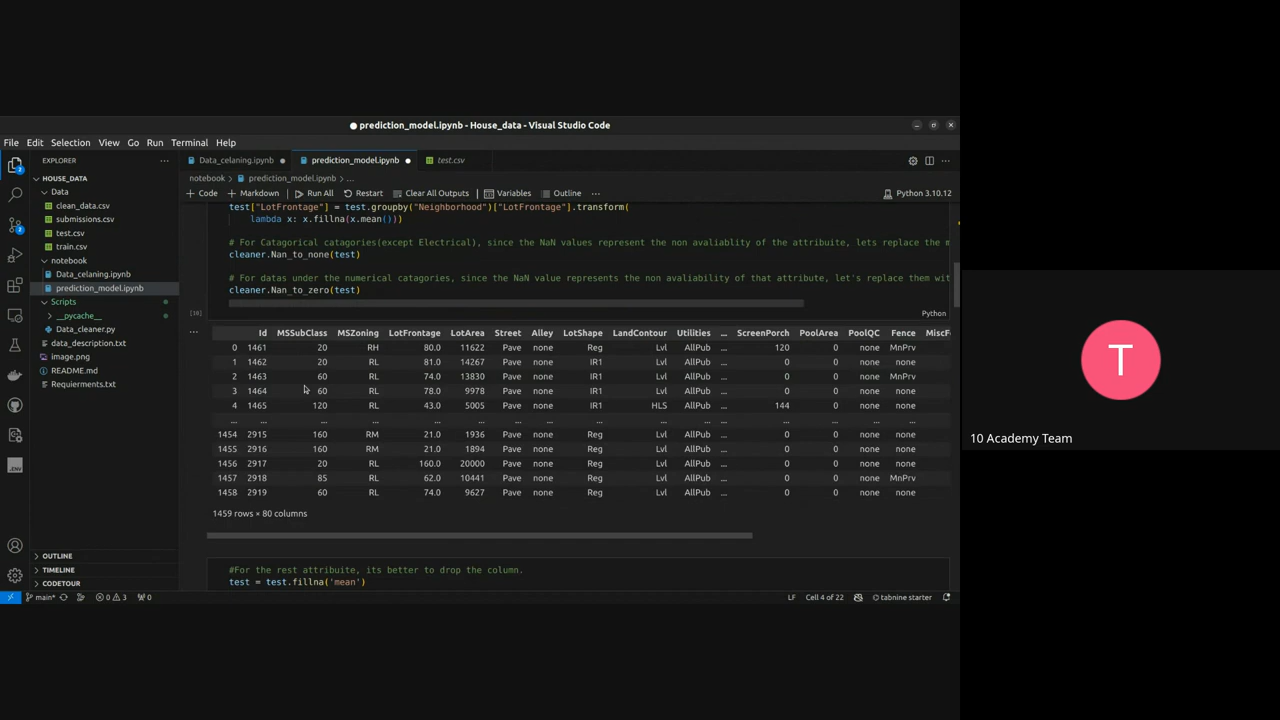 prediction_model.ipynb - House_data - Visual Studio Code
File Edit Selection View Go Run Terminal Help
EXPLORER
Data_celaning.ipynb
prediction_model.ipynb
test.csv
HOUSE_DATA
notebook > prediction_model.ipynb > ...
Data
clean_data.csv
submissions.csv
test.csv
train.csv
notebook
Data_celaning.ipynb
prediction_model.ipynb
Scripts
__pycache__
Data_cleaner.py
data_description.txt
image.png
README.md
Requierments.txt
OUTLINE
TIMELINE
CODETOUR
+ Code + Markdown Run All Restart Clear All Outputs Variables Outline ... Python 3.10.12
test["LotFrontage"] = test.groupby("Neighborhood")["LotFrontage"].transform(
lambda x: x.fillna(x.mean()))
# For Catagorical catagories(except Electrical), since the NaN values represent the non avaliablity of the attribuite, lets replace the
cleaner.Nan_to_none(test)
# For datas under the numerical catagories, since the NaN value represents the non avaliability of that attribute, let's replace them
cleaner.Nan_to_zero(test)
Python
Id MSSubClass MSZoning LotFrontage LotArea Street Alley LotShape LandContour Utilities ... ScreenPorch PoolArea PoolQC Fence MiscF
0 1461 20 RH 80.0 11622 Pave none Reg Lvl AllPub ... 120 0 none MnPrv
1 1462 20 RL 81.0 14267 Pave none IR1 Lvl AllPub ... 0 0 none none
2 1463 60 RL 74.0 13830 Pave none IR1 Lvl AllPub ... 0 0 none MnPrv
3 1464 60 RL 78.0 9978 Pave none IR1 Lvl AllPub ... 0 0 none none
4 1465 120 RL 43.0 5005 Pave none IR1 HLS AllPub ... 144 0 none none
... ... ... ... ... ... ... ... ... ... ... ... ... ... ... ...
1454 2915 160 RM 21.0 1936 Pave none Reg Lvl AllPub ... 0 0 none none
1455 2916 160 RM 21.0 1894 Pave none Reg Lvl AllPub ... 0 0 none none
1456 2917 20 RL 160.0 20000 Pave none Reg Lvl AllPub ... 0 0 none none
1457 2918 85 RL 62.0 10441 Pave none Reg Lvl AllPub ... 0 0 none MnPrv
1458 2919 60 RL 74.0 9627 Pave none Reg Lvl AllPub ... 0 0 none none
1459 rows × 80 columns
#For the rest attribuite, its better to drop the column.
test = test.fillna('mean')
main* 0 3 0
LF Cell 4 of 22 tabnine starter
T
10 Academy Team